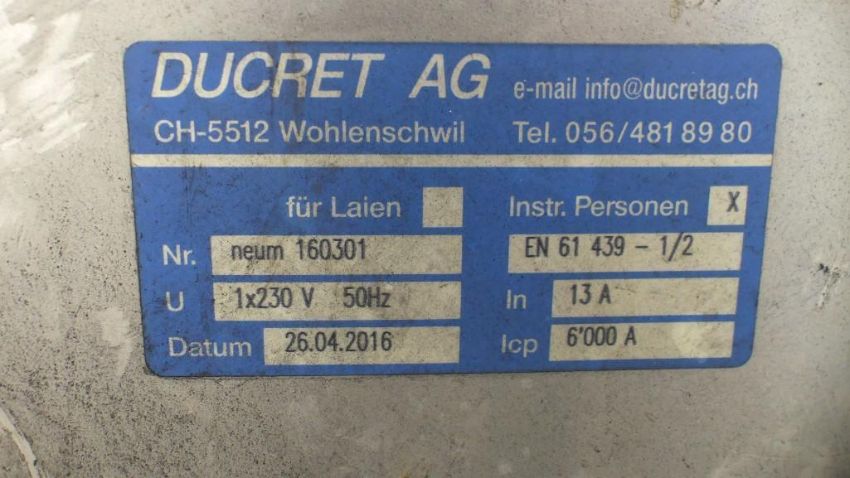 DUCRET AG e-mail info@ducretag.ch
CH-5512 Wohlenschwil Tel. 056/481 89 80
für Laien Instr. Personen X
Nr. neum 160301 EN 61 439 - 1/2
U 1x230 V 50Hz In 13 A
Datum 26.04.2016 Icp 6'000 A